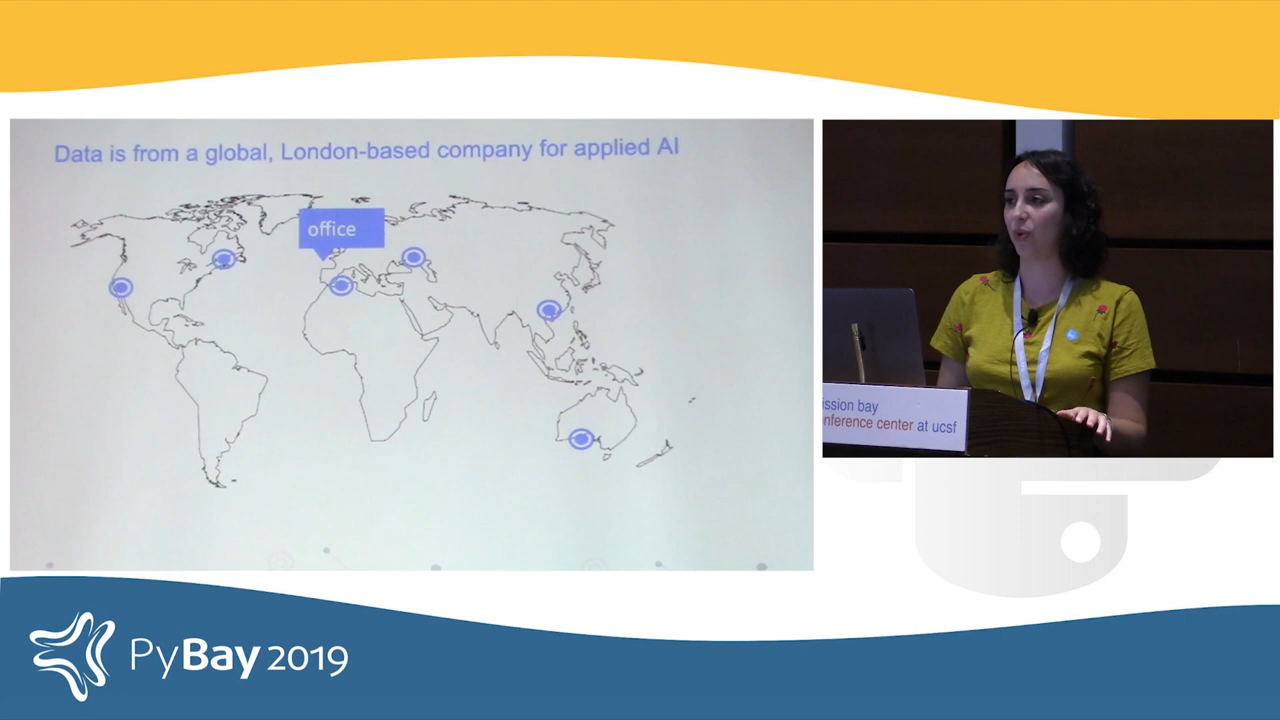 Data is from a global, London-based company for applied AI
office
ission bay
nference center at ucsf
PyBay 2019